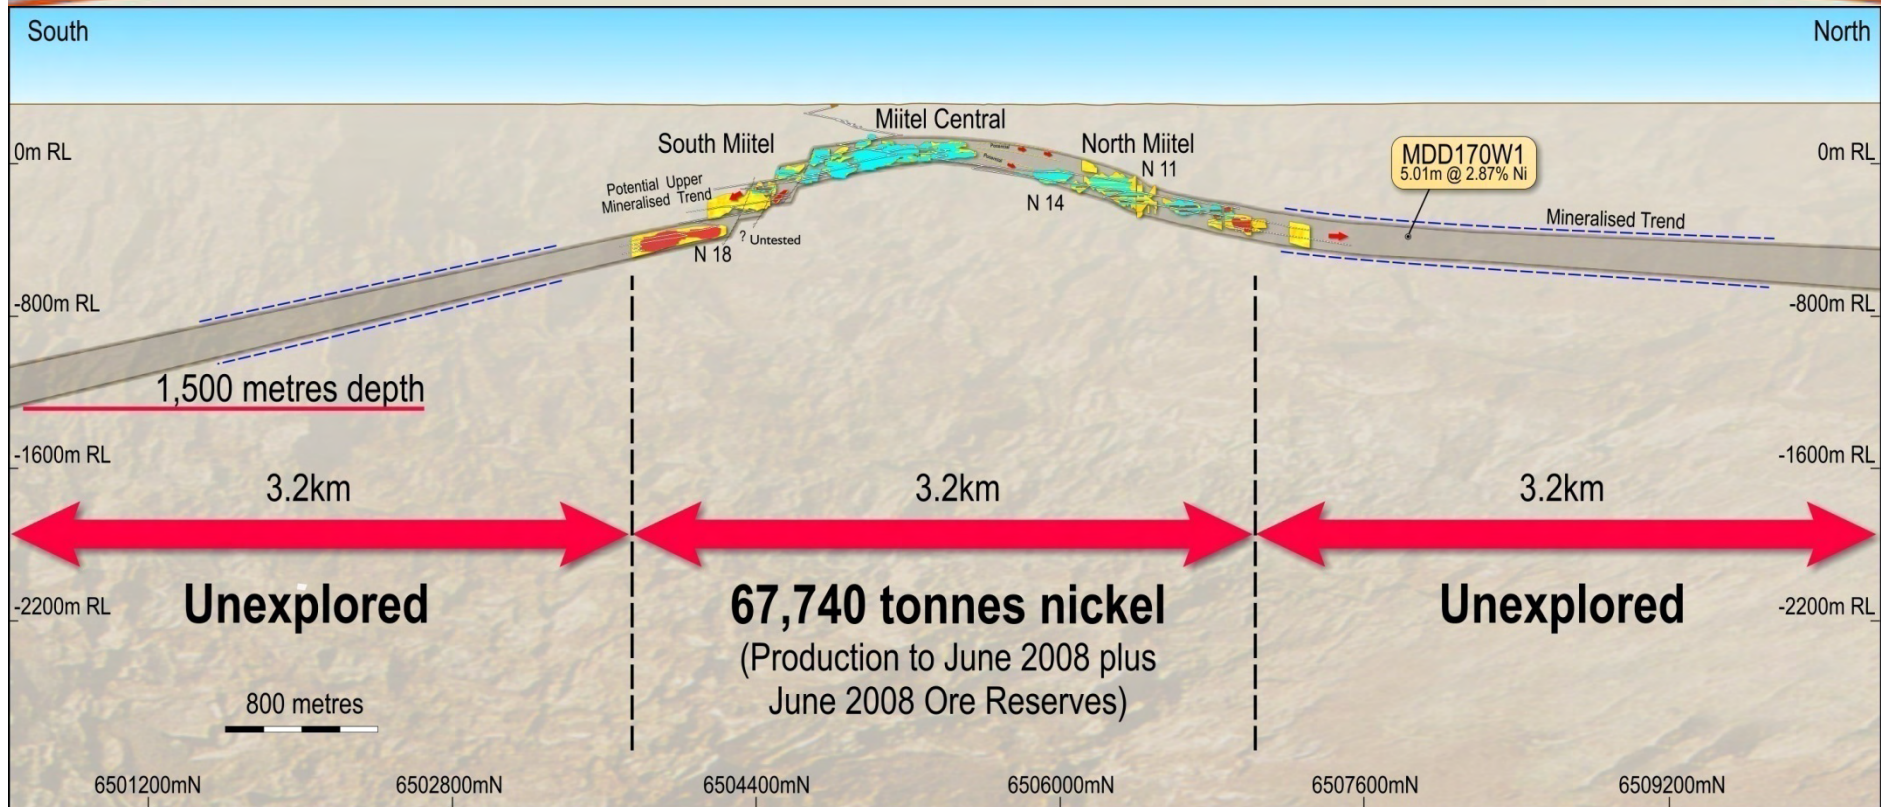 South
North
Miitel Central
South Miitel
North Miitel
N 11
0m RL
0m RL
MDD170W1
5.01m @ 2.87% Ni
Potential
Potential
Potential Upper
Mineralised Trend
N 14
Mineralised Trend
? Untested
N 18
-800m RL
-800m RL
1,500 metres depth
-1600m RL
-1600m RL
3.2km
3.2km
3.2km
Unexplored
67,740 tonnes nickel
(Production to June 2008 plus
June 2008 Ore Reserves)
Unexplored
-2200m RL
-2200m RL
800 metres
6501200mN
6502800mN
6504400mN
6506000mN
6507600mN
6509200mN